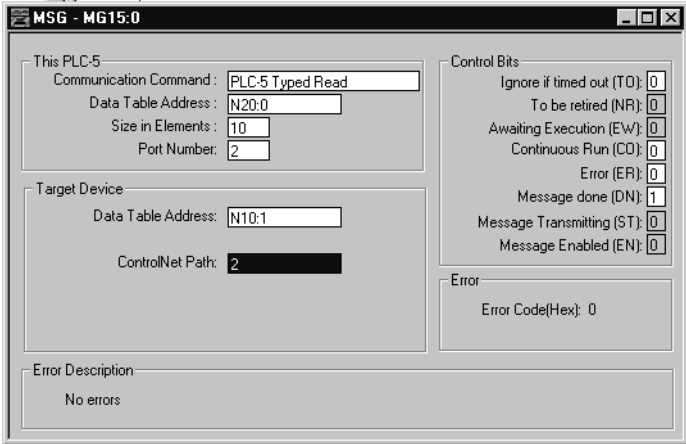 MSG - MG15:0
This PLC-5
Communication Command : PLC-5 Typed Read
Data Table Address : N20:0
Size in Elements : 10
Port Number: 2
Target Device
Data Table Address: N10:1
ControlNet Path: 2
Control Bits
Ignore if timed out (TO): 0
To be retired (NR): 0
Awaiting Execution (EW): 0
Continuous Run (CO): 0
Error (ER): 0
Message done (DN): 1
Message Transmitting (ST): 0
Message Enabled (EN): 0
Error
Error Code(Hex): 0
Error Description
No errors